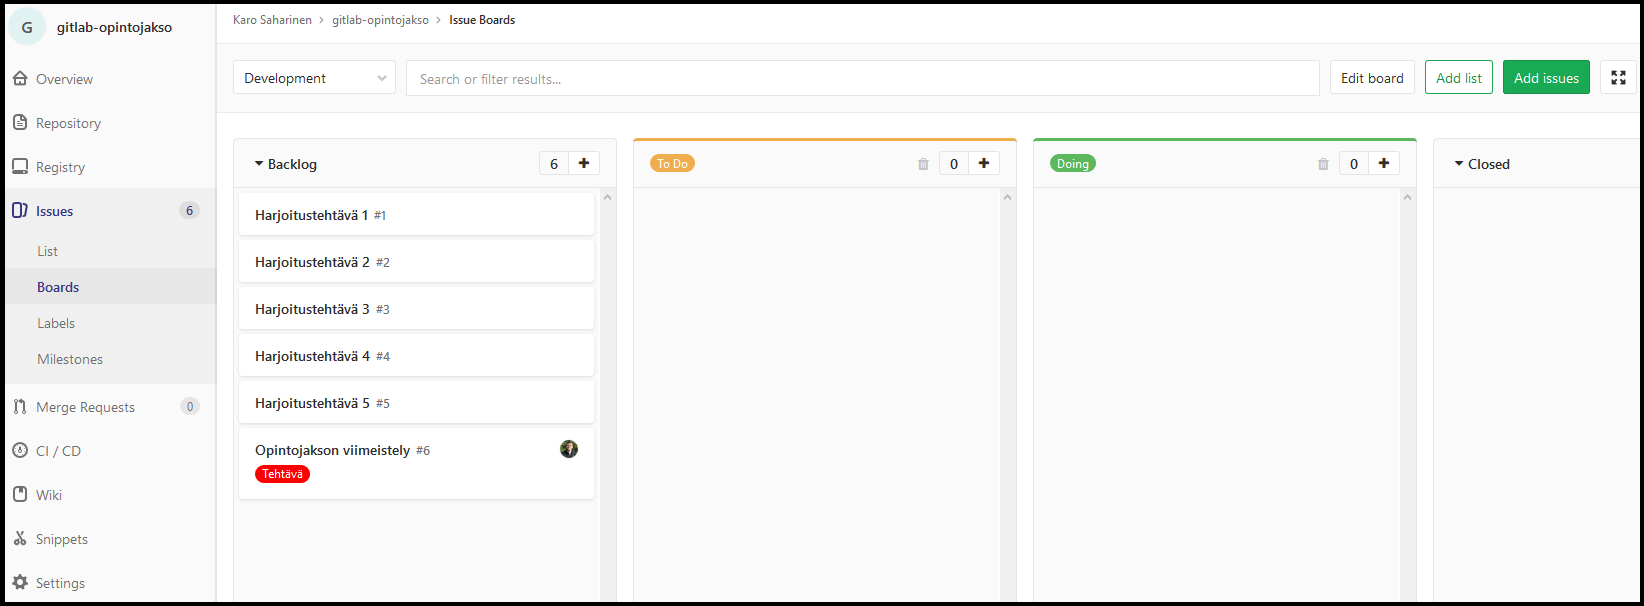 G gitlab-opintojakso
Overview
Repository
Registry
Issues 6
List
Boards
Labels
Milestones
Merge Requests 0
CI / CD
Wiki
Snippets
Settings
Karo Saharinen > gitlab-opintojakso > Issue Boards
Development
Search or filter results...
Edit board
Add list
Add issues
Backlog 6
Harjoitustehtävä 1 #1
Harjoitustehtävä 2 #2
Harjoitustehtävä 3 #3
Harjoitustehtävä 4 #4
Harjoitustehtävä 5 #5
Opintojakson viimeistely #6
Tehtävä
To Do 0
Doing 0
Closed